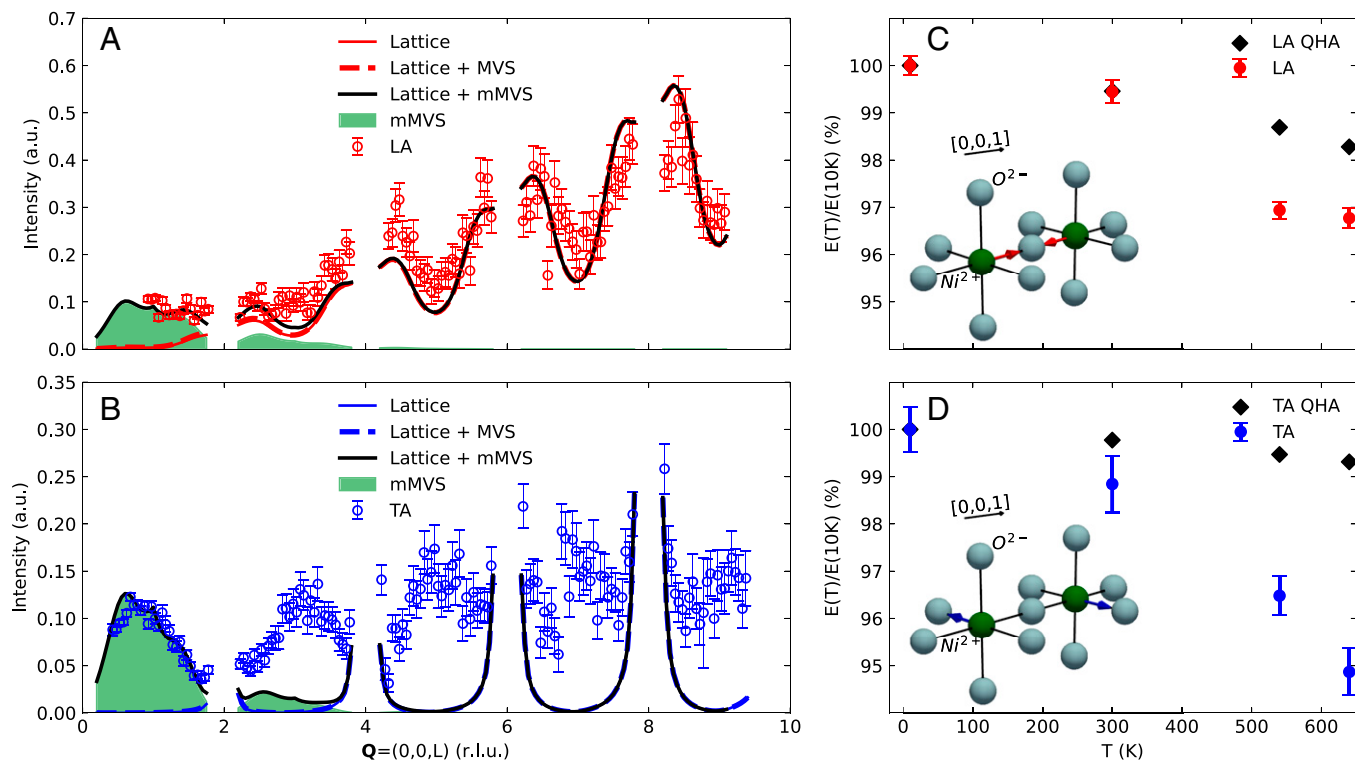 A
Intensity (a.u.)
0.7
0.6
0.5
0.4
0.3
0.2
0.1
0.0
Lattice
Lattice + MVS
Lattice + mMVS
mMVS
LA
B
Intensity (a.u.)
0.35
0.30
0.25
0.20
0.15
0.10
0.05
0.00
Lattice
Lattice + MVS
Lattice + mMVS
mMVS
TA
0 2 4 6 8 10
Q=(0,0,L) (r.l.u.)
C
E(T)/E(10K) (%)
100
99
98
97
96
95
LA QHA
LA
[0,0,1]
O²⁻
Ni²⁺
D
E(T)/E(10K) (%)
100
99
98
97
96
95
TA QHA
TA
[0,0,1]
O²⁻
Ni²⁺
0 100 200 300 400 500 600
T (K)